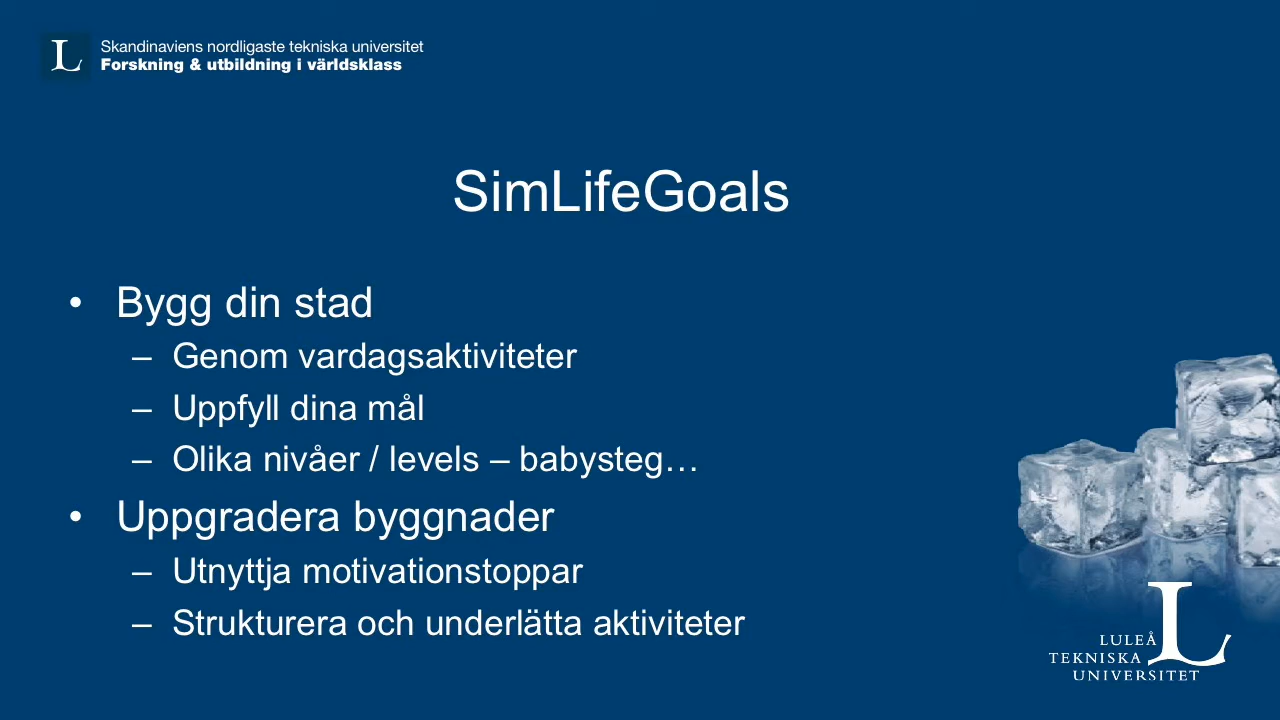 L Skandinaviens nordligaste tekniska universitet
Forskning & utbildning i världsklass
SimLifeGoals
• Bygg din stad
– Genom vardagsaktiviteter
– Uppfyll dina mål
– Olika nivåer / levels – babysteg…
• Uppgradera byggnader
– Utnyttja motivationstoppar
– Strukturera och underlätta aktiviteter
LULEÅ L
TEKNISKA
UNIVERSITET